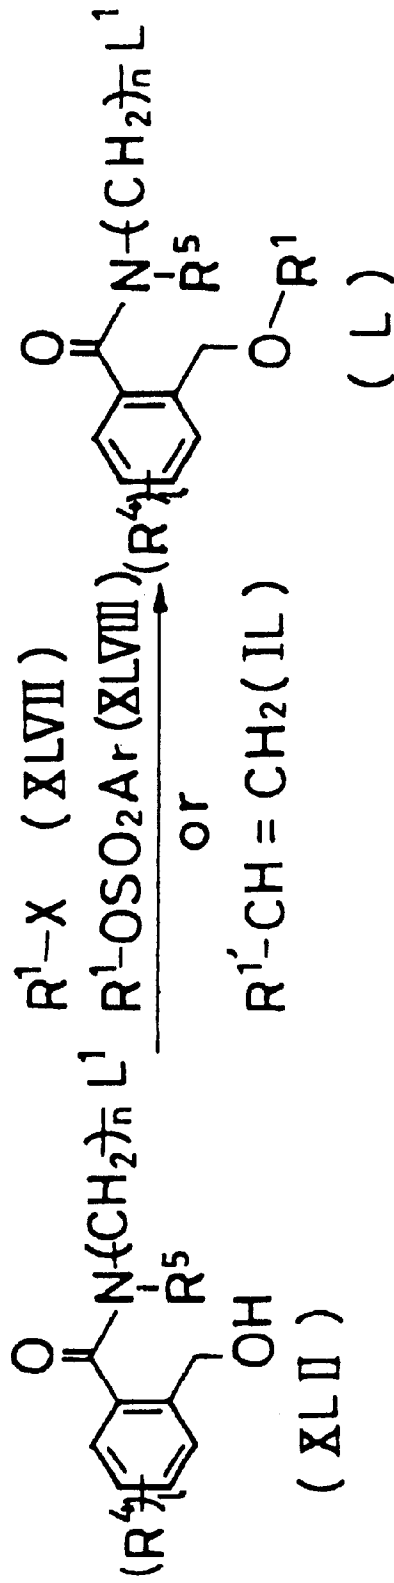 O
N-(CH₂)ₙ-L¹
R⁵
(R⁴)ₗ
OH
(XLII)
R¹-X (XLVII)
R¹-OSO₂Ar(XLVIII)
or
R¹′-CH=CH₂(IL)
O
N-(CH₂)ₙ-L¹
R⁵
(R⁴)ₗ
O-R¹
(L)